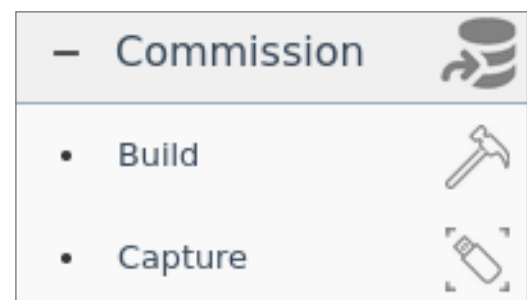 – Commission
• Build
• Capture